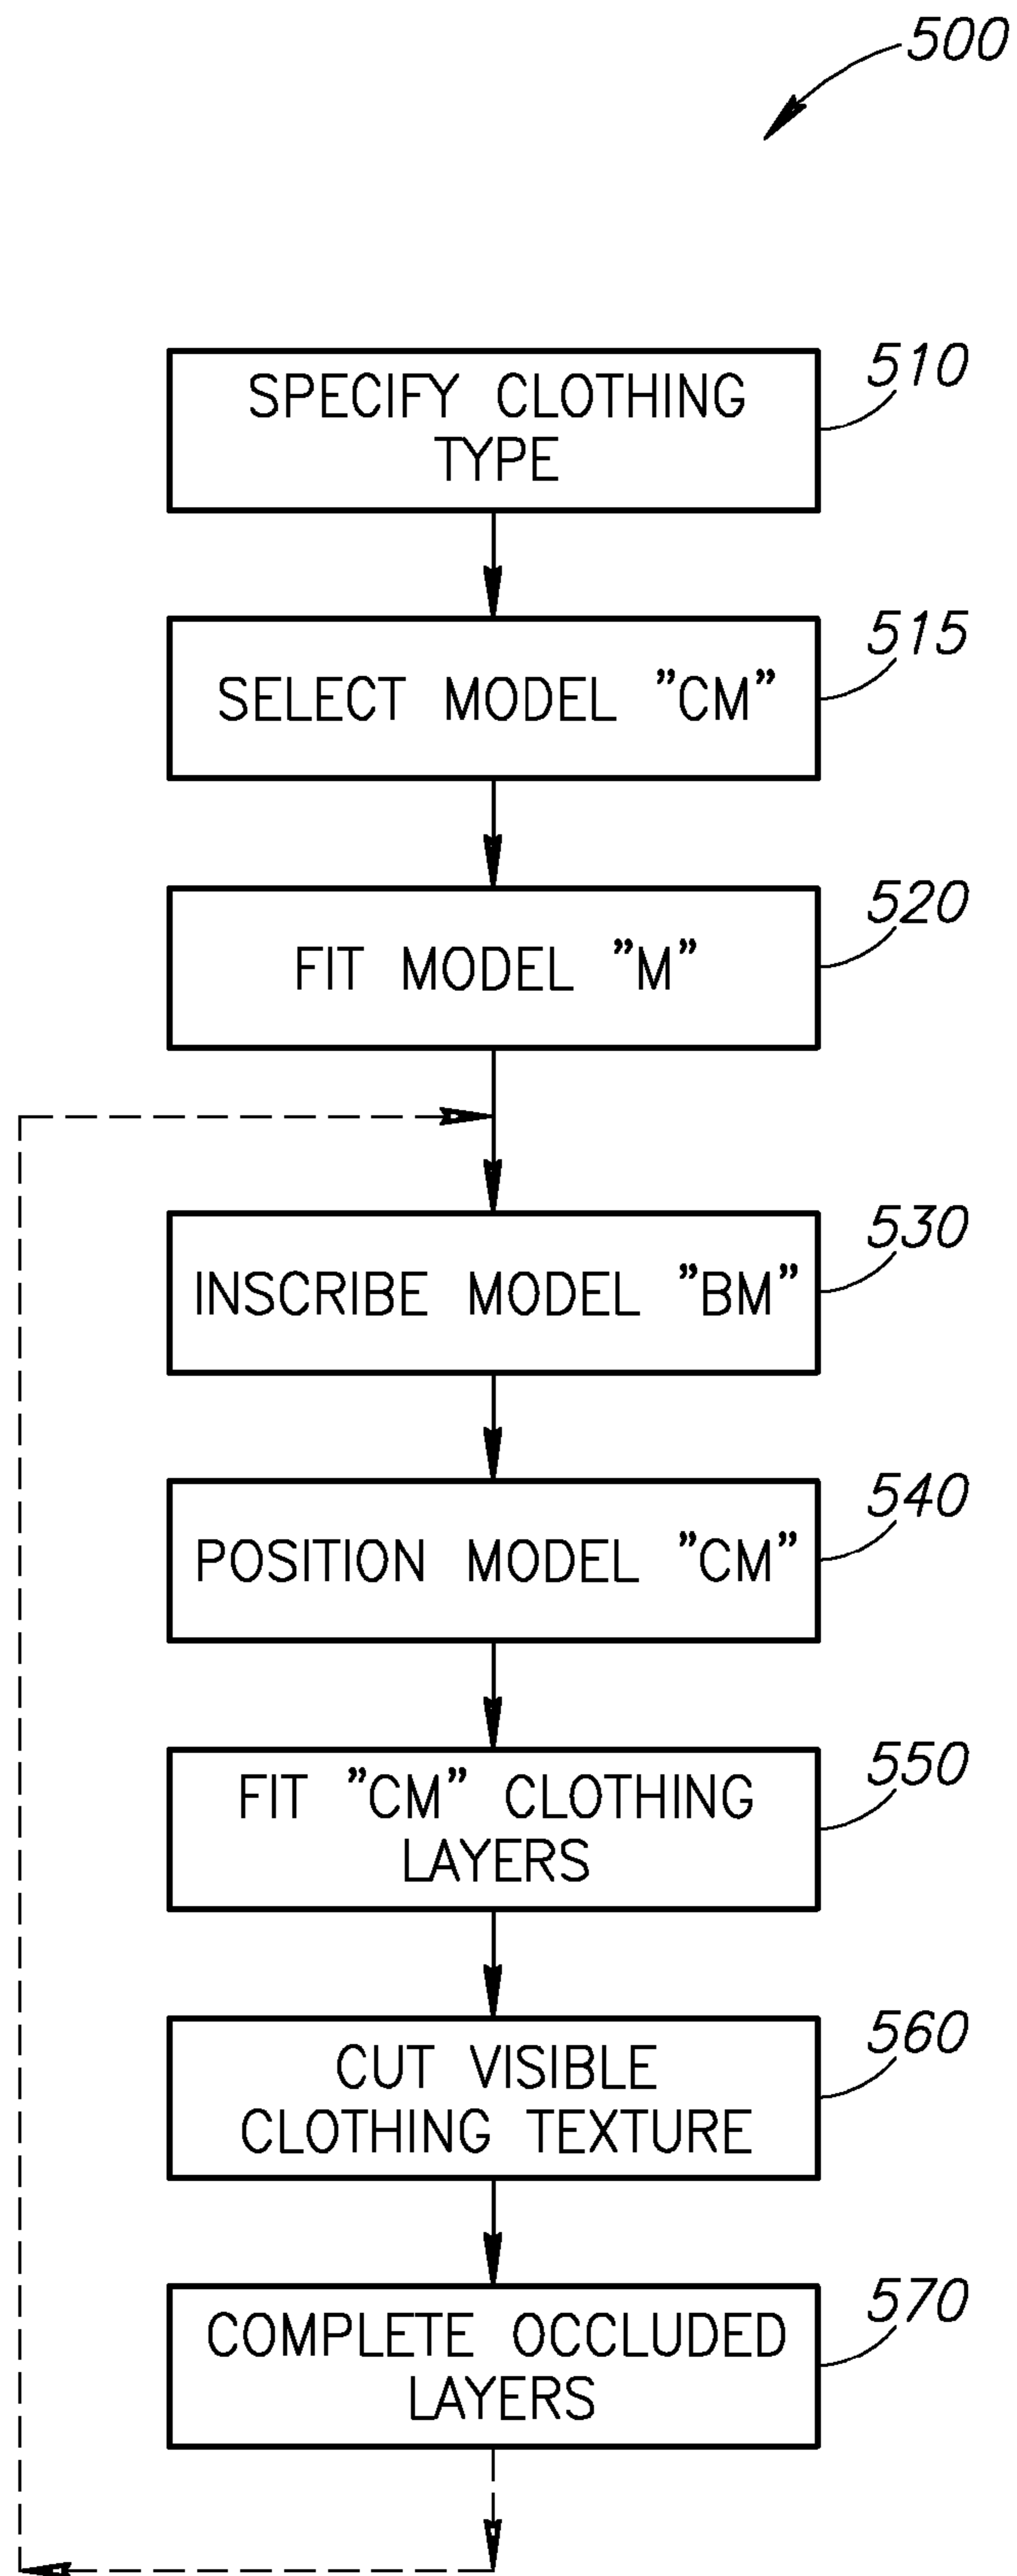 500
510
SPECIFY CLOTHING
TYPE
515
SELECT MODEL ”CM”
520
FIT MODEL ”M”
530
INSCRIBE MODEL ”BM”
540
POSITION MODEL ”CM”
550
FIT ”CM” CLOTHING
LAYERS
560
CUT VISIBLE
CLOTHING TEXTURE
570
COMPLETE OCCLUDED
LAYERS